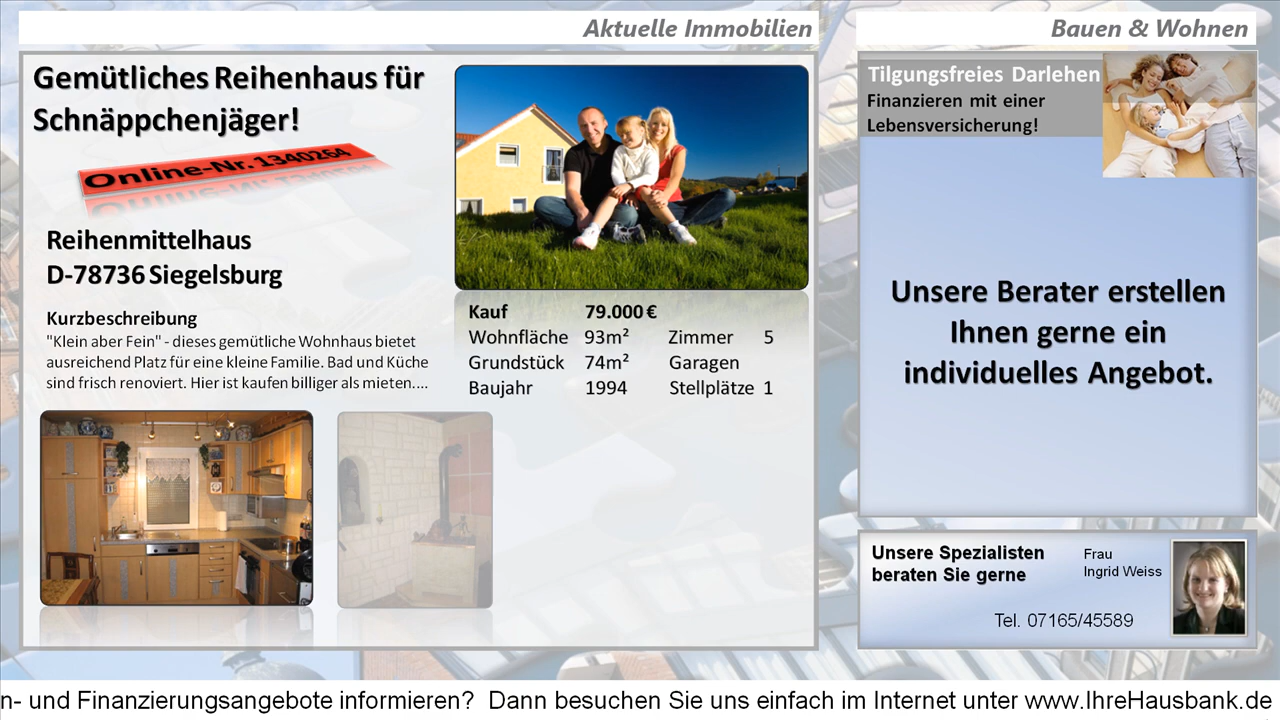 Aktuelle Immobilien
Gemütliches Reihenhaus für
Schnäppchenjäger!
Online-Nr. 1340264
Reihenmittelhaus
D-78736 Siegelsburg
Kurzbeschreibung
"Klein aber Fein" - dieses gemütliche Wohnhaus bietet
ausreichend Platz für eine kleine Familie. Bad und Küche
sind frisch renoviert. Hier ist kaufen billiger als mieten....
Kauf 79.000 €
Wohnfläche 93m² Zimmer 5
Grundstück 74m² Garagen
Baujahr 1994 Stellplätze 1
Bauen & Wohnen
Tilgungsfreies Darlehen
Finanzieren mit einer
Lebensversicherung!
Unsere Berater erstellen
Ihnen gerne ein
individuelles Angebot.
Unsere Spezialisten
beraten Sie gerne
Frau
Ingrid Weiss
Tel. 07165/45589
n- und Finanzierungsangebote informieren? Dann besuchen Sie uns einfach im Internet unter www.IhreHausbank.de